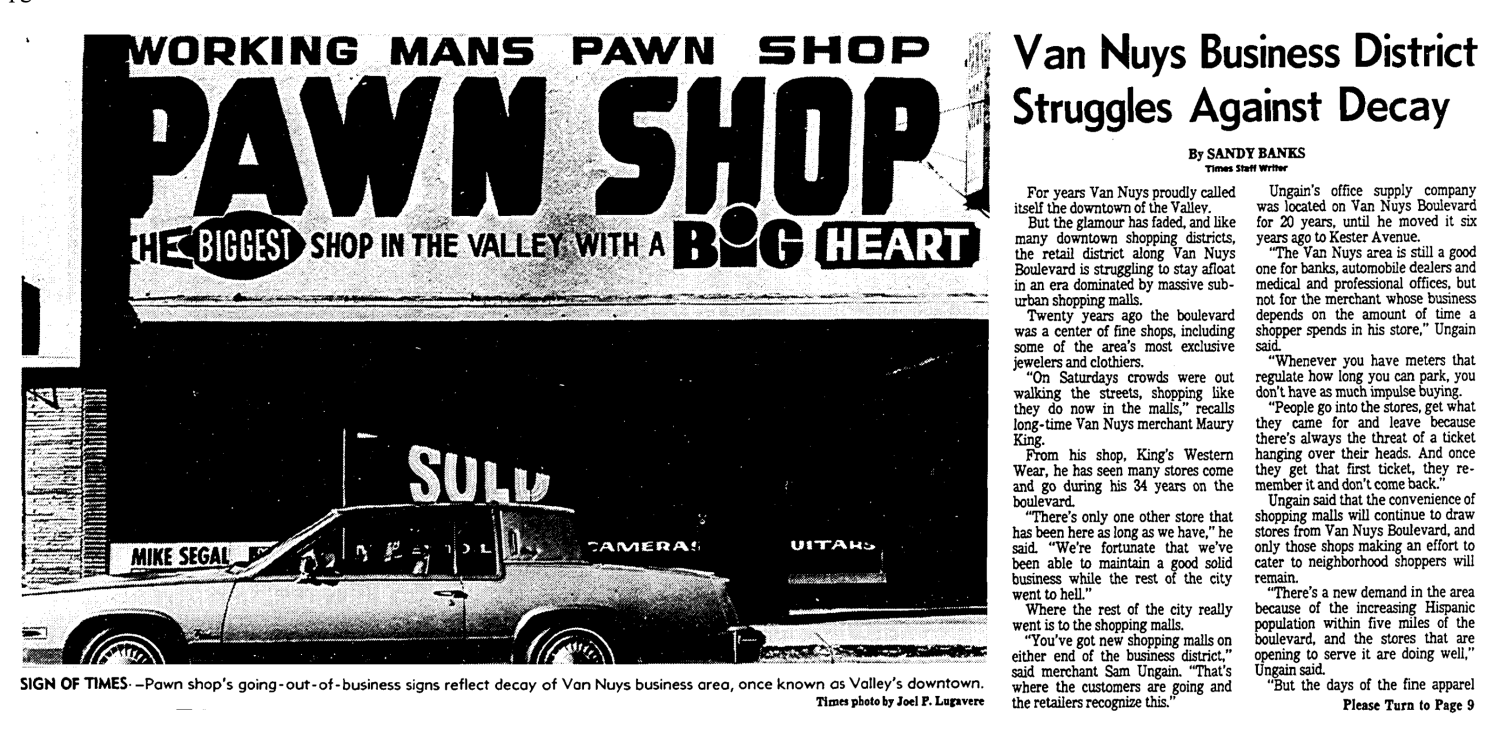 WORKING MANS PAWN SHOP
PAWN SHOP
THE BIGGEST SHOP IN THE VALLEY WITH A BIG HEART
SOLD
MIKE SEGAL
CAMERAS
UITARS
SIGN OF TIMES-—Pawn shop's going-out-of-business signs reflect decay of Van Nuys business area, once known as Valley's downtown.
Times photo by Joel P. Lugavere
Van Nuys Business District
Struggles Against Decay
By SANDY BANKS
Times Staff Writer
For years Van Nuys proudly called
itself the downtown of the Valley.
But the glamour has faded, and like
many downtown shopping districts,
the retail district along Van Nuys
Boulevard is struggling to stay afloat
in an era dominated by massive sub-
urban shopping malls.
Twenty years ago the boulevard
was a center of fine shops, including
some of the area's most exclusive
jewelers and clothiers.
"On Saturdays crowds were out
walking the streets, shopping like
they do now in the malls," recalls
long-time Van Nuys merchant Maury
King.
From his shop, King's Western
Wear, he has seen many stores come
and go during his 34 years on the
boulevard.
"There's only one other store that
has been here as long as we have," he
said. "We're fortunate that we've
been able to maintain a good solid
business while the rest of the city
went to hell."
Where the rest of the city really
went is to the shopping malls.
"You've got new shopping malls on
either end of the business district,"
said merchant Sam Ungain. "That's
where the customers are going and
the retailers recognize this."
Ungain's office supply company
was located on Van Nuys Boulevard
for 20 years, until he moved it six
years ago to Kester Avenue.
"The Van Nuys area is still a good
one for banks, automobile dealers and
medical and professional offices, but
not for the merchant whose business
depends on the amount of time a
shopper spends in his store," Ungain
said.
"Whenever you have meters that
regulate how long you can park, you
don't have as much impulse buying.
"People go into the stores, get what
they came for and leave because
there's always the threat of a ticket
hanging over their heads. And once
they get that first ticket, they re-
member it and don't come back."
Ungain said that the convenience of
shopping malls will continue to draw
stores from Van Nuys Boulevard, and
only those shops making an effort to
cater to neighborhood shoppers will
remain.
"There's a new demand in the area
because of the increasing Hispanic
population within five miles of the
boulevard, and the stores that are
opening to serve it are doing well,"
Ungain said.
"But the days of the fine apparel
Please Turn to Page 9